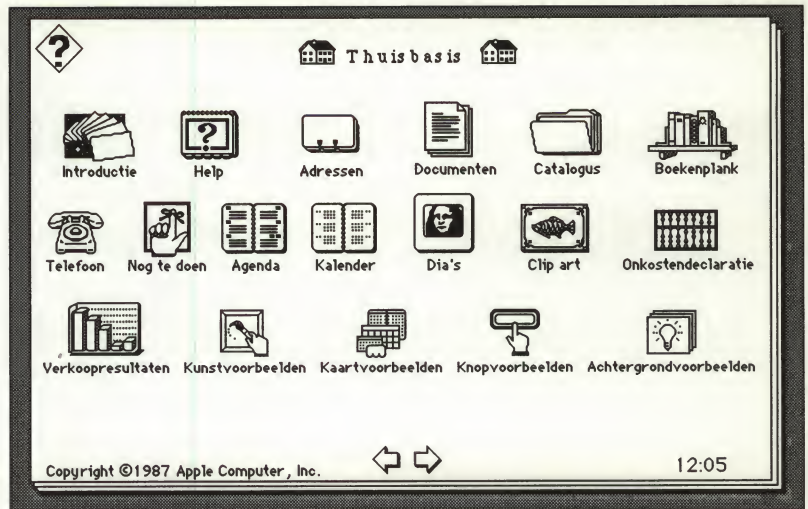 ?
Thuisbasis
?
Introductie Help Adressen Documenten Catalogus Boekenplank
Telefoon Nog te doen Agenda Kalender Dia's Clip art Onkostendeclaratie
Verkoopresultaten Kunstvoorbeelden Kaartvoorbeelden Knopvoorbeelden Achtergrondvoorbeelden
Copyright ©1987 Apple Computer, Inc. 12:05